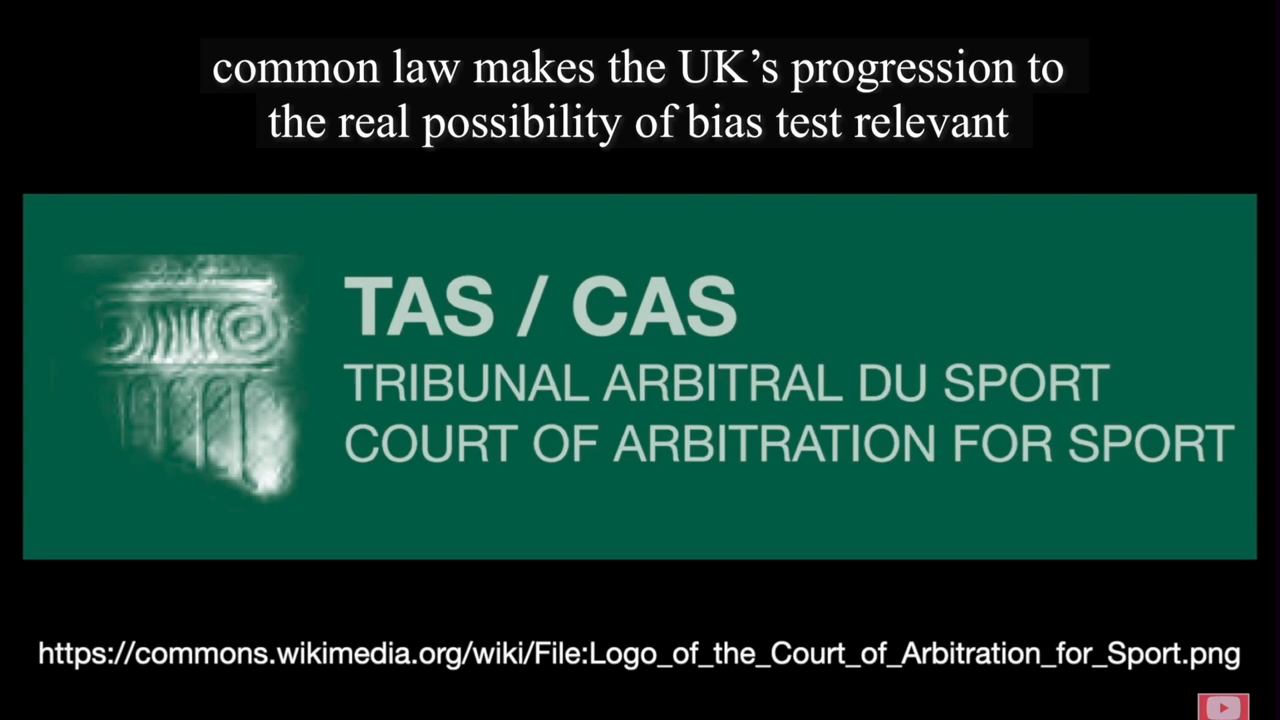 common law makes the UK’s progression to
the real possibility of bias test relevant
TAS / CAS
TRIBUNAL ARBITRAL DU SPORT
COURT OF ARBITRATION FOR SPORT
https://commons.wikimedia.org/wiki/File:Logo_of_the_Court_of_Arbitration_for_Sport.png